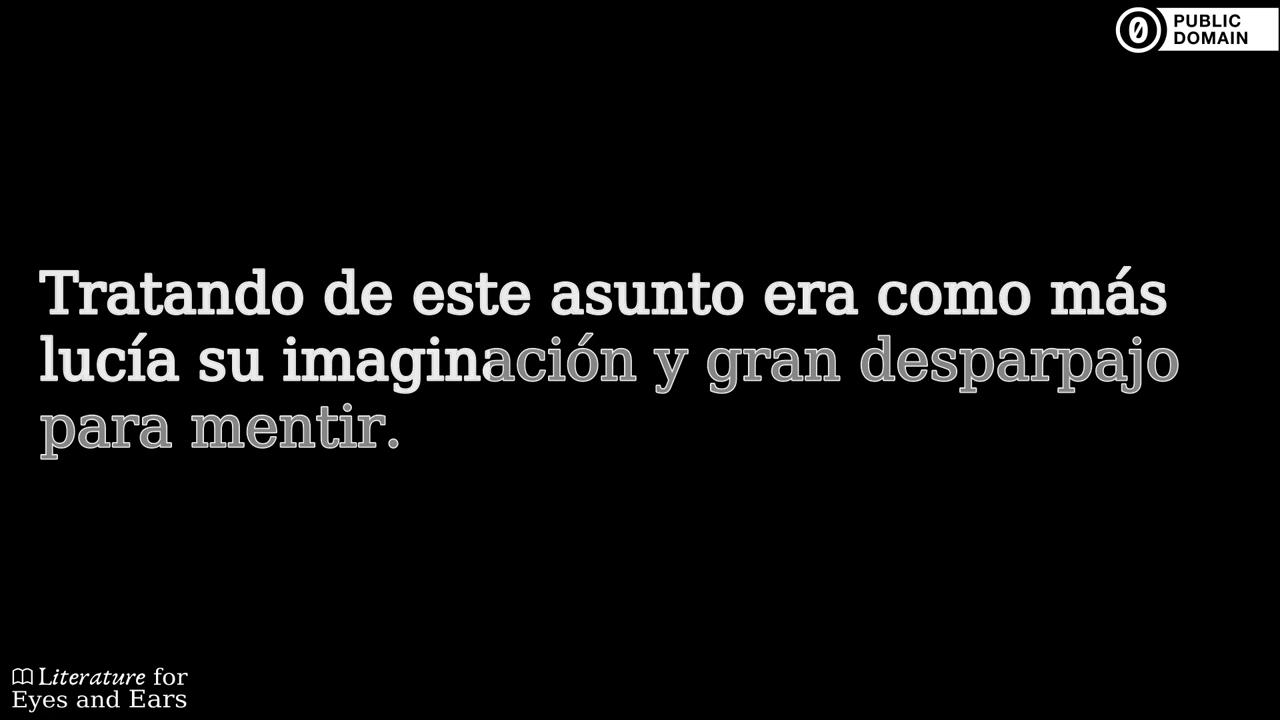 PUBLIC
DOMAIN
Tratando de este asunto era como más
lucía su imaginación y gran desparpajo
para mentir.
Literature for
Eyes and Ears